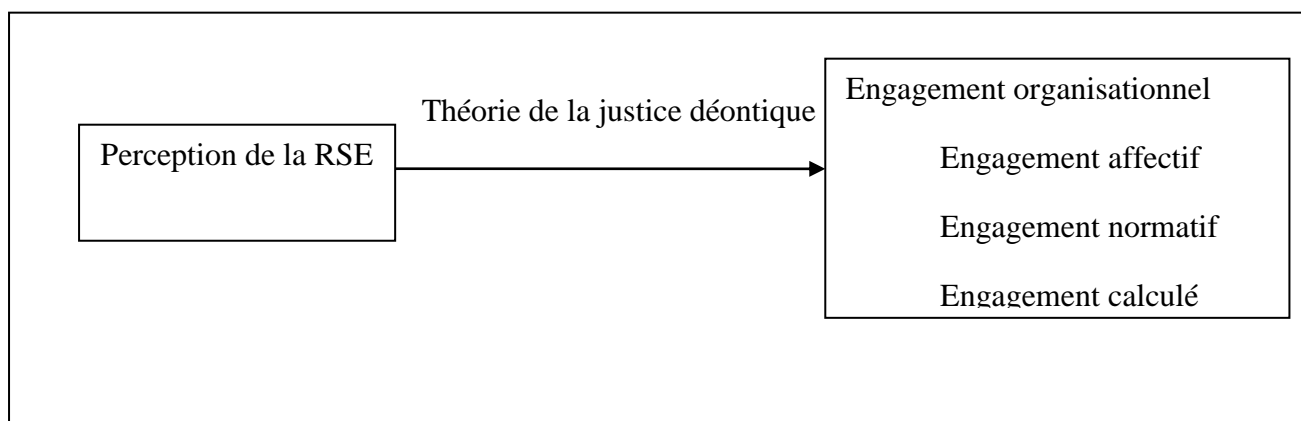 Perception de la RSE
Théorie de la justice déontique
Engagement organisationnel
Engagement affectif
Engagement normatif
Engagement calculé